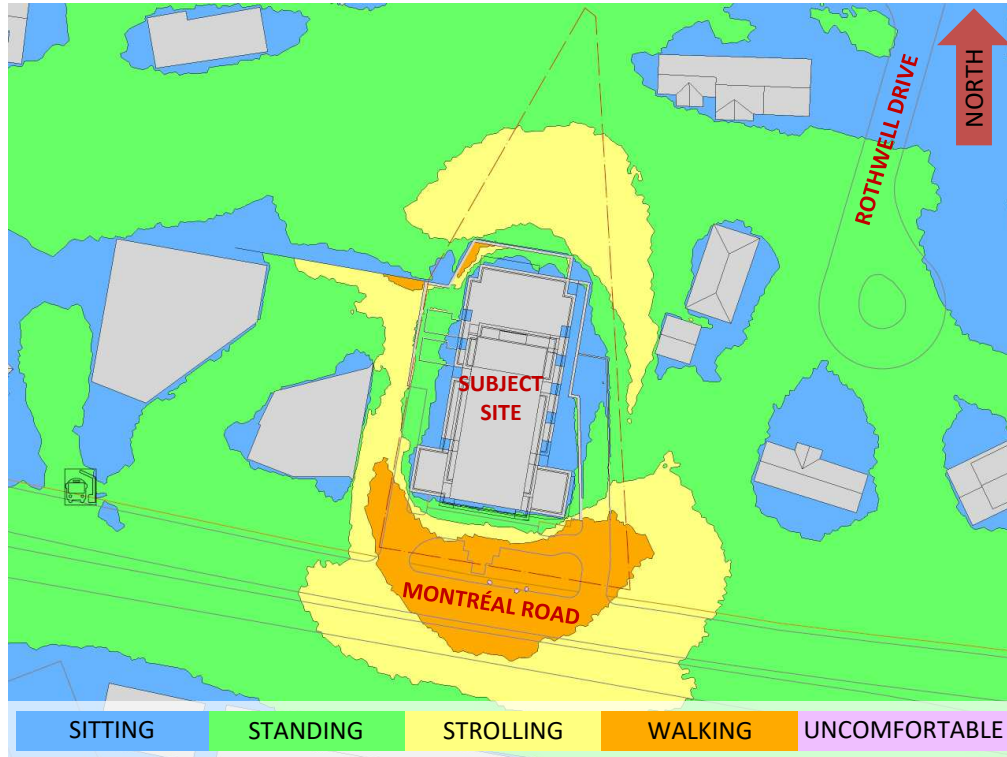 NORTH
ROTHWELL DRIVE
SUBJECT
SITE
MONTRÉAL ROAD
SITTING
STANDING
STROLLING
WALKING
UNCOMFORTABLE